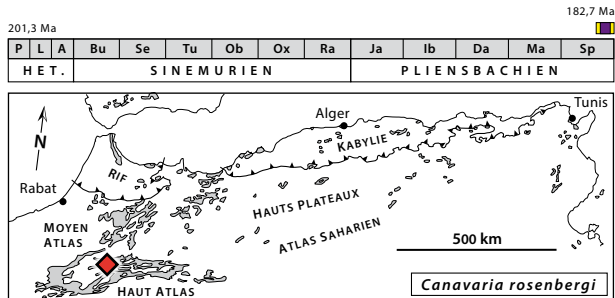 182,7 Ma
201,3 Ma
P L A Bu Se Tu Ob Ox Ra Ja Ib Da Ma Sp
HET. SINEMURIEN PLIENSBACHIEN
Tunis
Alger
N
KABYLIE
RIF
Rabat
HAUTS PLATEAUX
MOYEN
ATLAS
ATLAS SAHARIEN
500 km
HAUT ATLAS
Canavaria rosenbergi